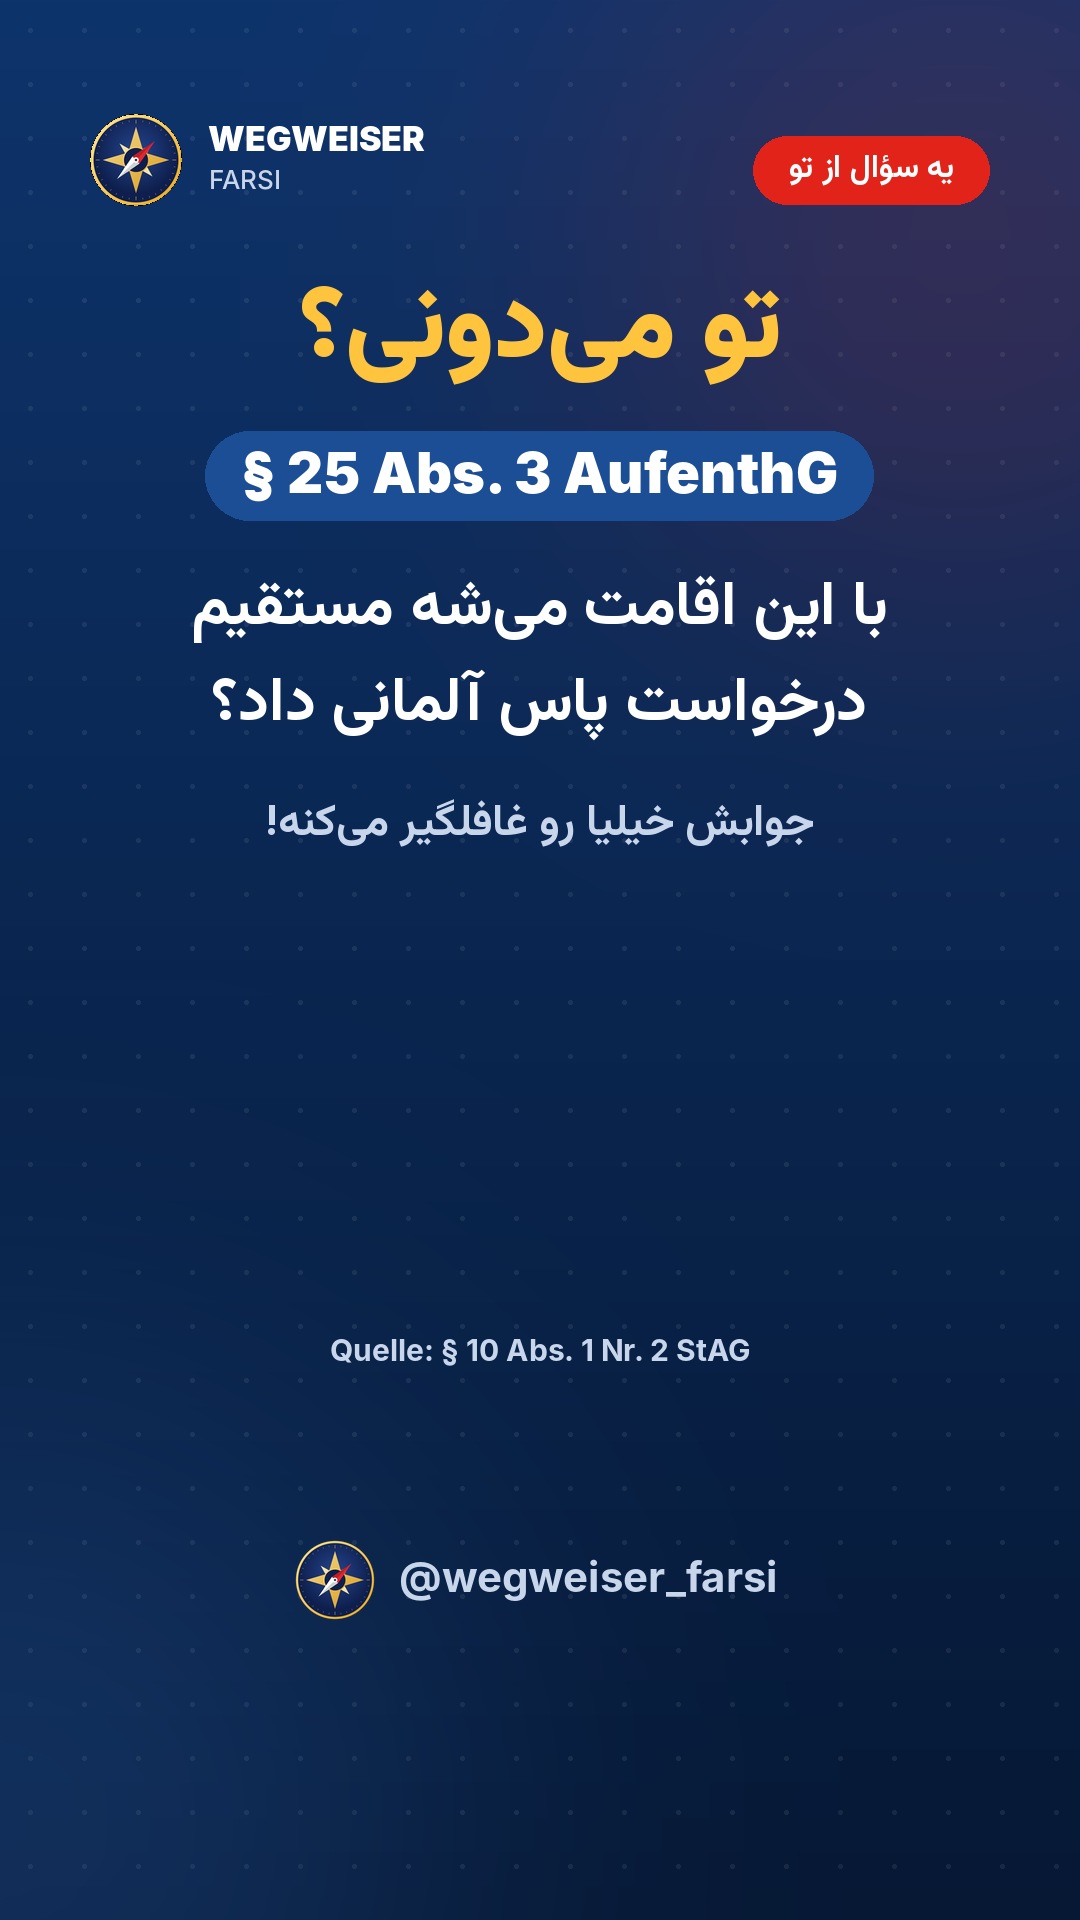 WEGWEISER
FARSI
یه سؤال از تو
تو می‌دونی؟
§ 25 Abs. 3 AufenthG
با این اقامت می‌شه مستقیم
درخواست پاس آلمانی داد؟
جوابش خیلیا رو غافلگیر می‌کنه!
Quelle: § 10 Abs. 1 Nr. 2 StAG
@wegweiser_farsi